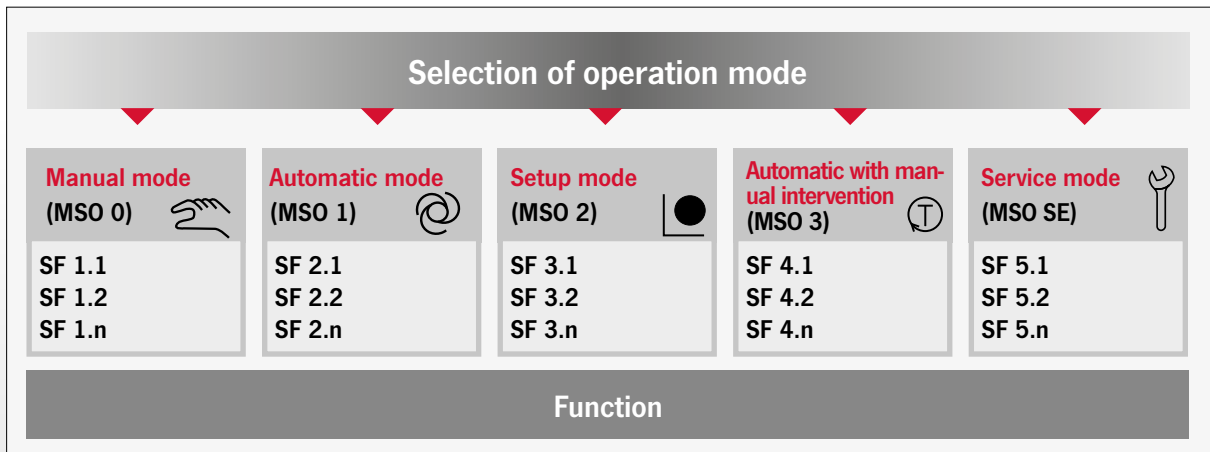 Selection of operation mode
Manual mode
(MSO 0)
SF 1.1
SF 1.2
SF 1.n
Automatic mode
(MSO 1)
SF 2.1
SF 2.2
SF 2.n
Setup mode
(MSO 2)
SF 3.1
SF 3.2
SF 3.n
Automatic with man-
ual intervention
(MSO 3)
T
SF 4.1
SF 4.2
SF 4.n
Service mode
(MSO SE)
SF 5.1
SF 5.2
SF 5.n
Function